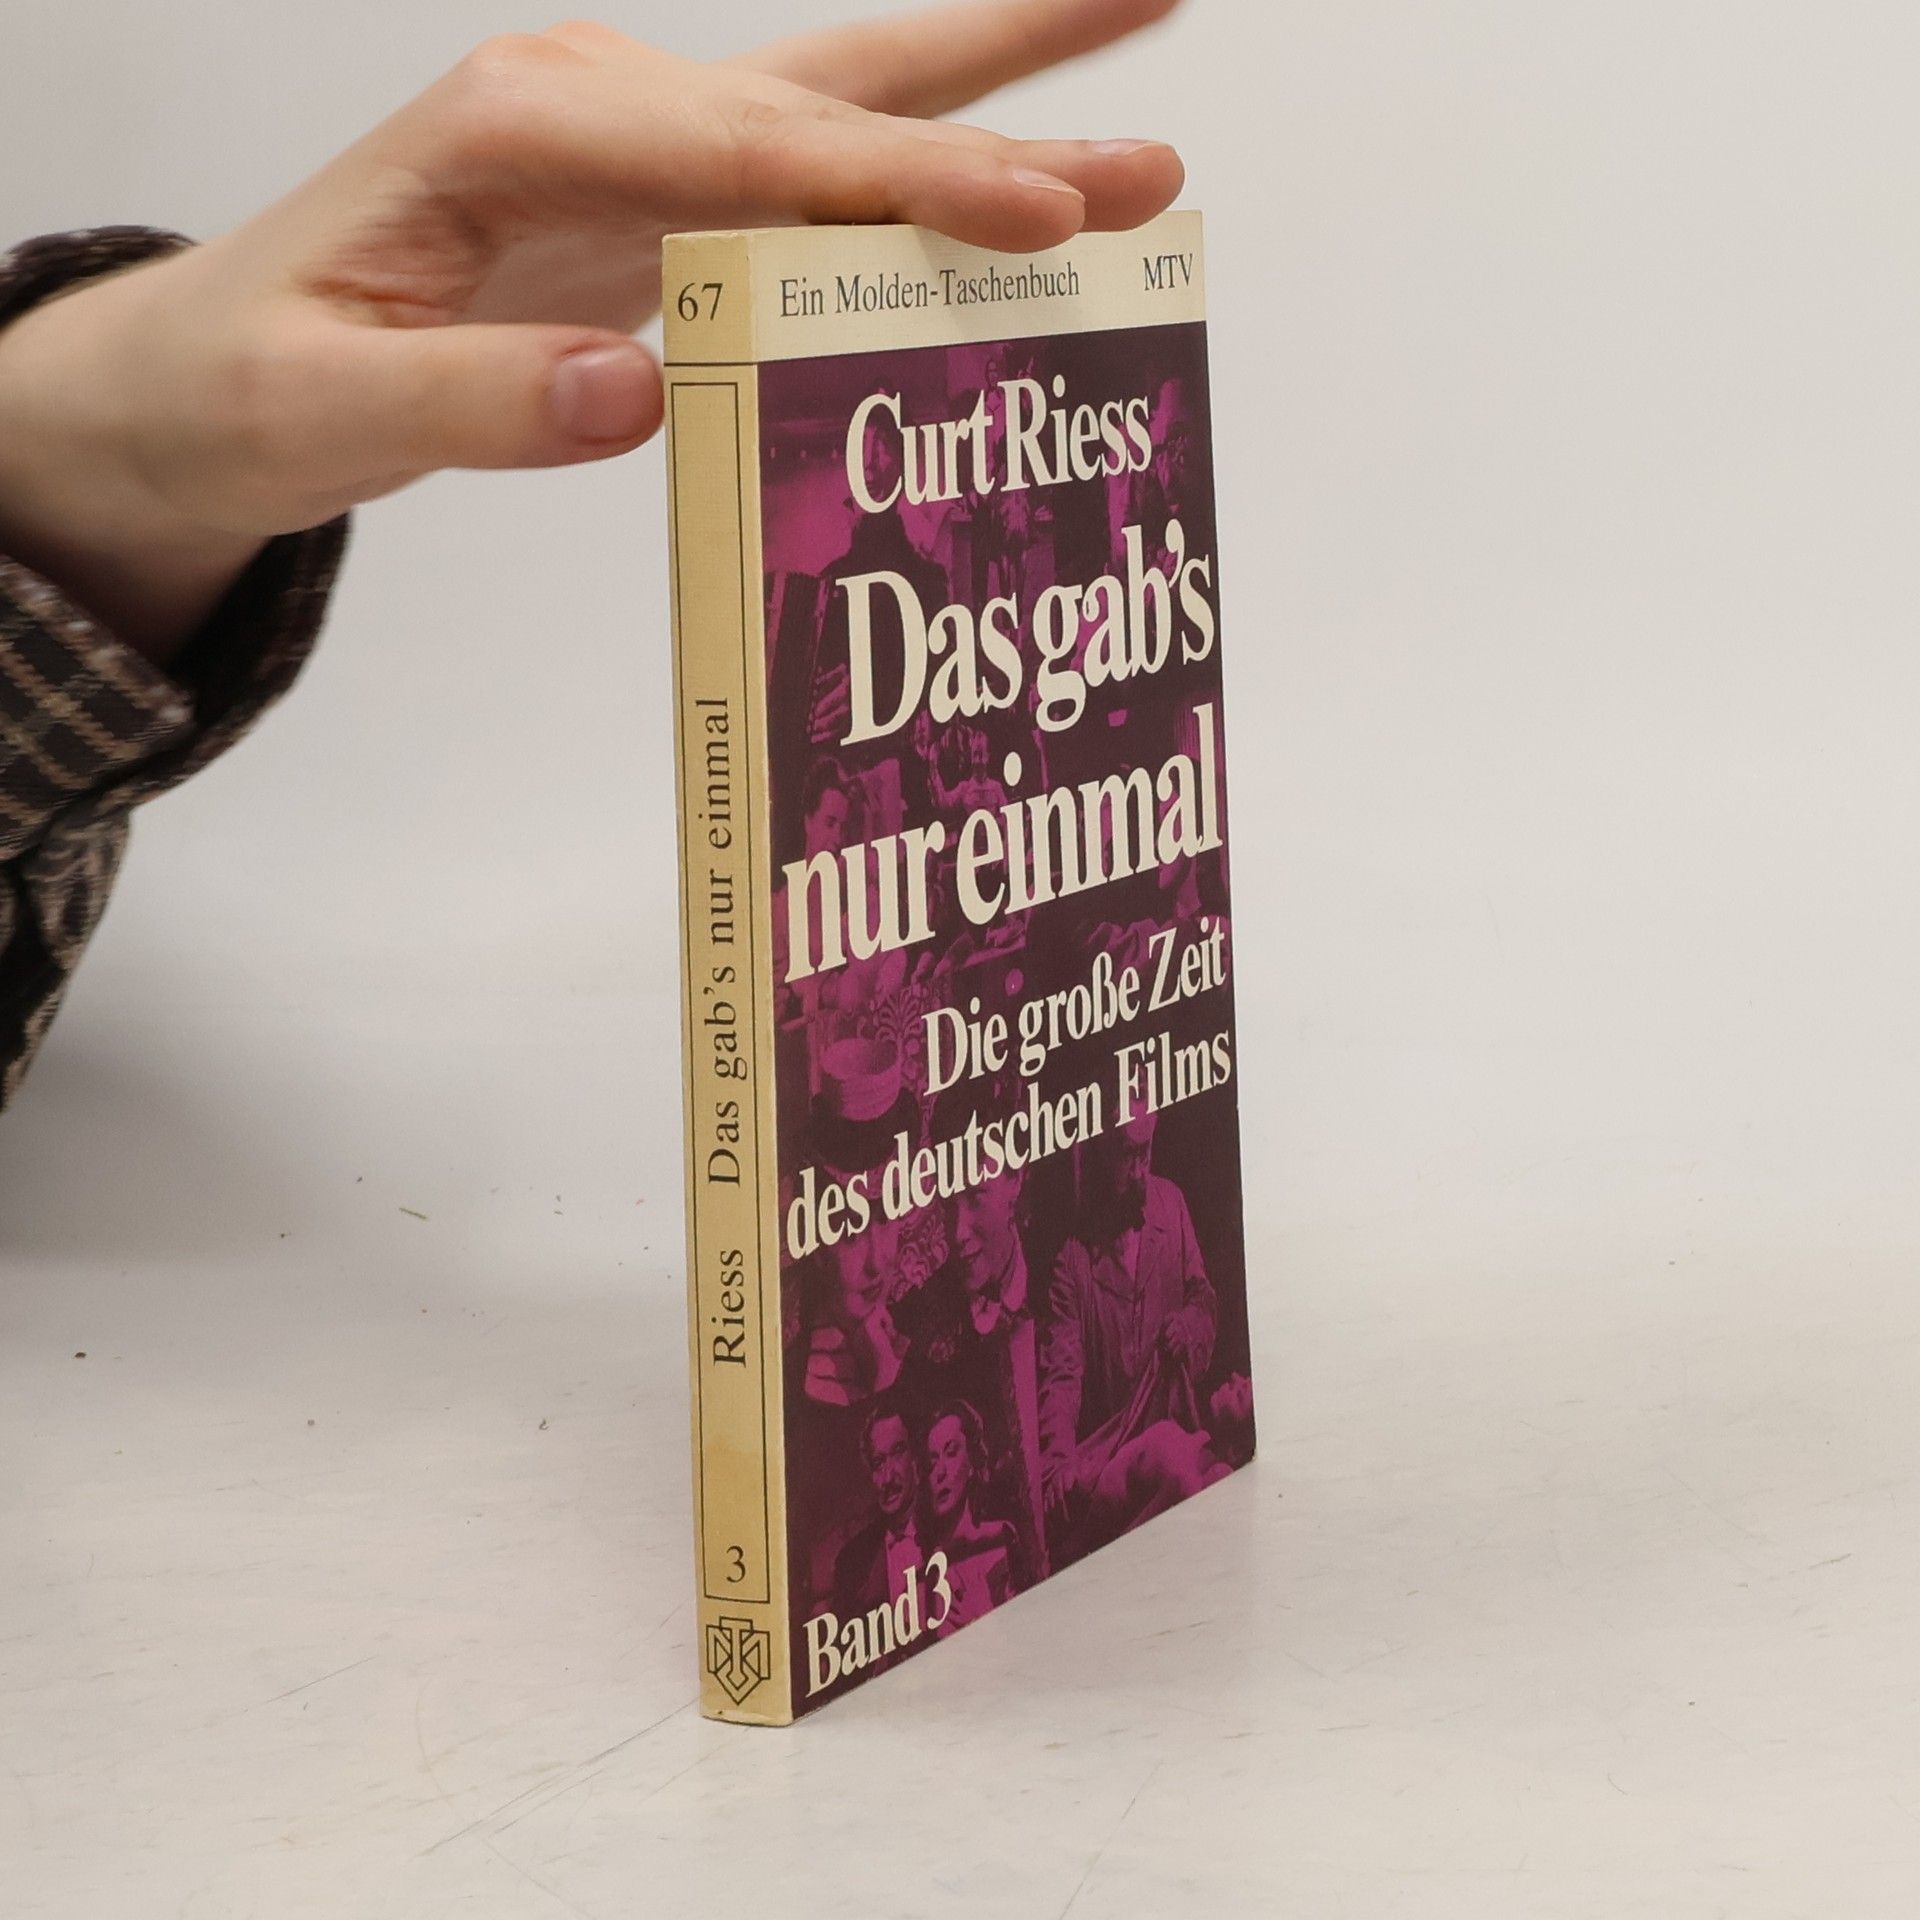 67
Riess Das gab's nur einmal
3
Ein Molden-Taschenbuch MTV
Curt Riess
Das gab's
nur einmal
Die große Zeit
des deutschen Films
Band 3